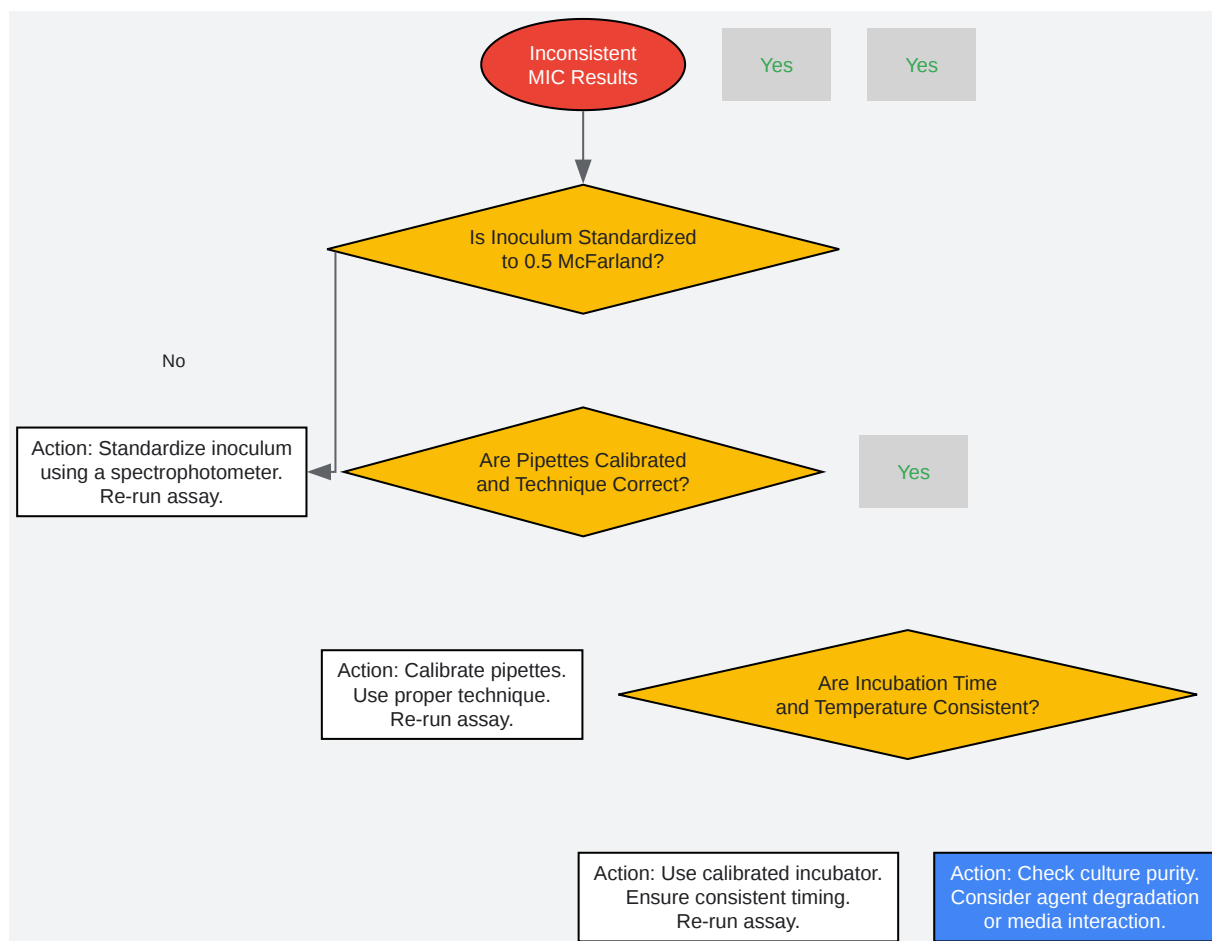 Inconsistent
MIC Results
Yes
Yes
Is Inoculum Standardized
to 0.5 McFarland?
No
Action: Standardize inoculum
using a spectrophotometer.
Re-run assay.
Are Pipettes Calibrated
and Technique Correct?
Yes
Action: Calibrate pipettes.
Use proper technique.
Re-run assay.
Are Incubation Time
and Temperature Consistent?
Action: Use calibrated incubator.
Ensure consistent timing.
Re-run assay.
Action: Check culture purity.
Consider agent degradation
or media interaction.